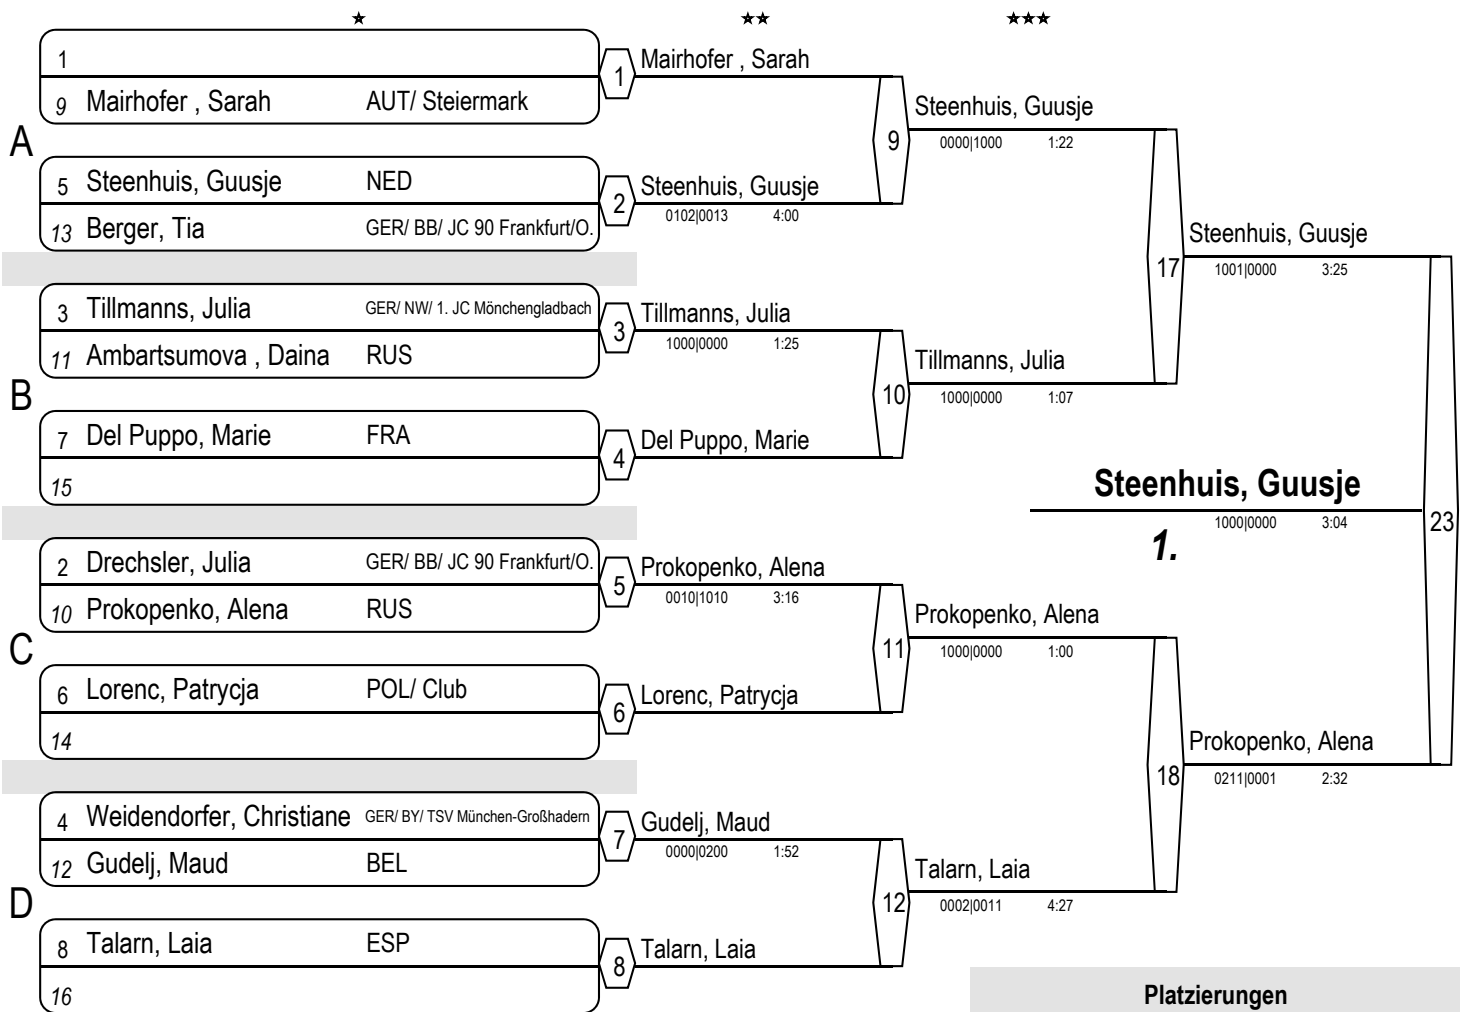 ★ ★★ ★★★
1
9 Mairhofer , Sarah AUT/ Steiermark
1 Mairhofer , Sarah
A
5 Steenhuis, Guusje NED
13 Berger, Tia GER/ BB/ JC 90 Frankfurt/O.
2 Steenhuis, Guusje
0102|0013 4:00
9 Steenhuis, Guusje
0000|1000 1:22
3 Tillmanns, Julia GER/ NW/ 1. JC Mönchengladbach
11 Ambartsumova , Daina RUS
3 Tillmanns, Julia
1000|0000 1:25
B
7 Del Puppo, Marie FRA
15
4 Del Puppo, Marie
10 Tillmanns, Julia
1000|0000 1:07
17 Steenhuis, Guusje
1001|0000 3:25
Steenhuis, Guusje
1. 1000|0000 3:04
23
2 Drechsler, Julia GER/ BB/ JC 90 Frankfurt/O.
10 Prokopenko, Alena RUS
5 Prokopenko, Alena
0010|1010 3:16
C
6 Lorenc, Patrycja POL/ Club
14
6 Lorenc, Patrycja
11 Prokopenko, Alena
1000|0000 1:00
4 Weidendorfer, Christiane GER/ BY/ TSV München-Großhadern
12 Gudelj, Maud BEL
7 Gudelj, Maud
0000|0200 1:52
D
8 Talarn, Laia ESP
16
8 Talarn, Laia
12 Talarn, Laia
0002|0011 4:27
18 Prokopenko, Alena
0211|0001 2:32
Platzierungen